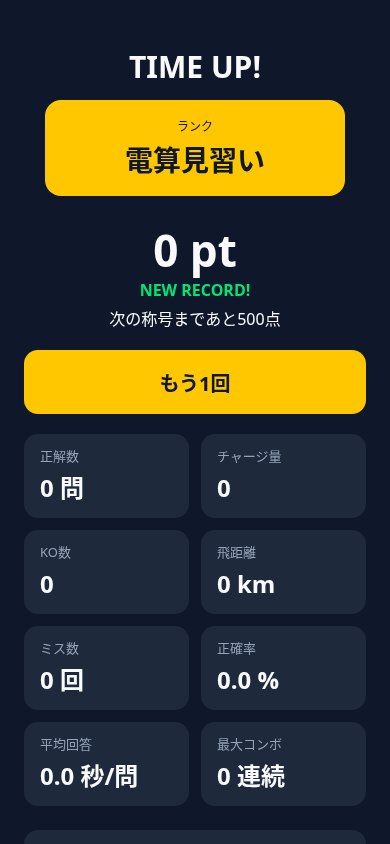 TIME UP!
ランク
電算見習い
0 pt
NEW RECORD!
次の称号まであと500点
もう1回
正解数
0 問
チャージ量
0
KO数
0
飛距離
0 km
ミス数
0 回
正確率
0.0 %
平均回答
0.0 秒/問
最大コンボ
0 連続